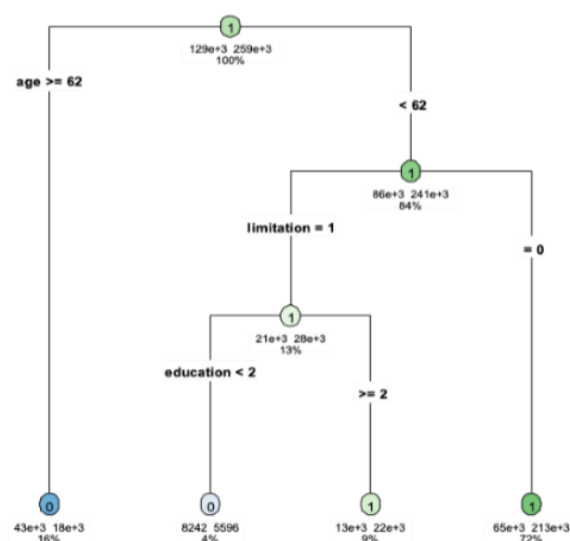 1
129e+3 259e+3
100%
age >= 62
< 62
1
86e+3 241e+3
84%
limitation = 1
= 0
1
21e+3 28e+3
13%
education < 2
>= 2
0
43e+3 18e+3
16%
0
8242 5596
4%
1
13e+3 22e+3
9%
1
65e+3 213e+3
72%